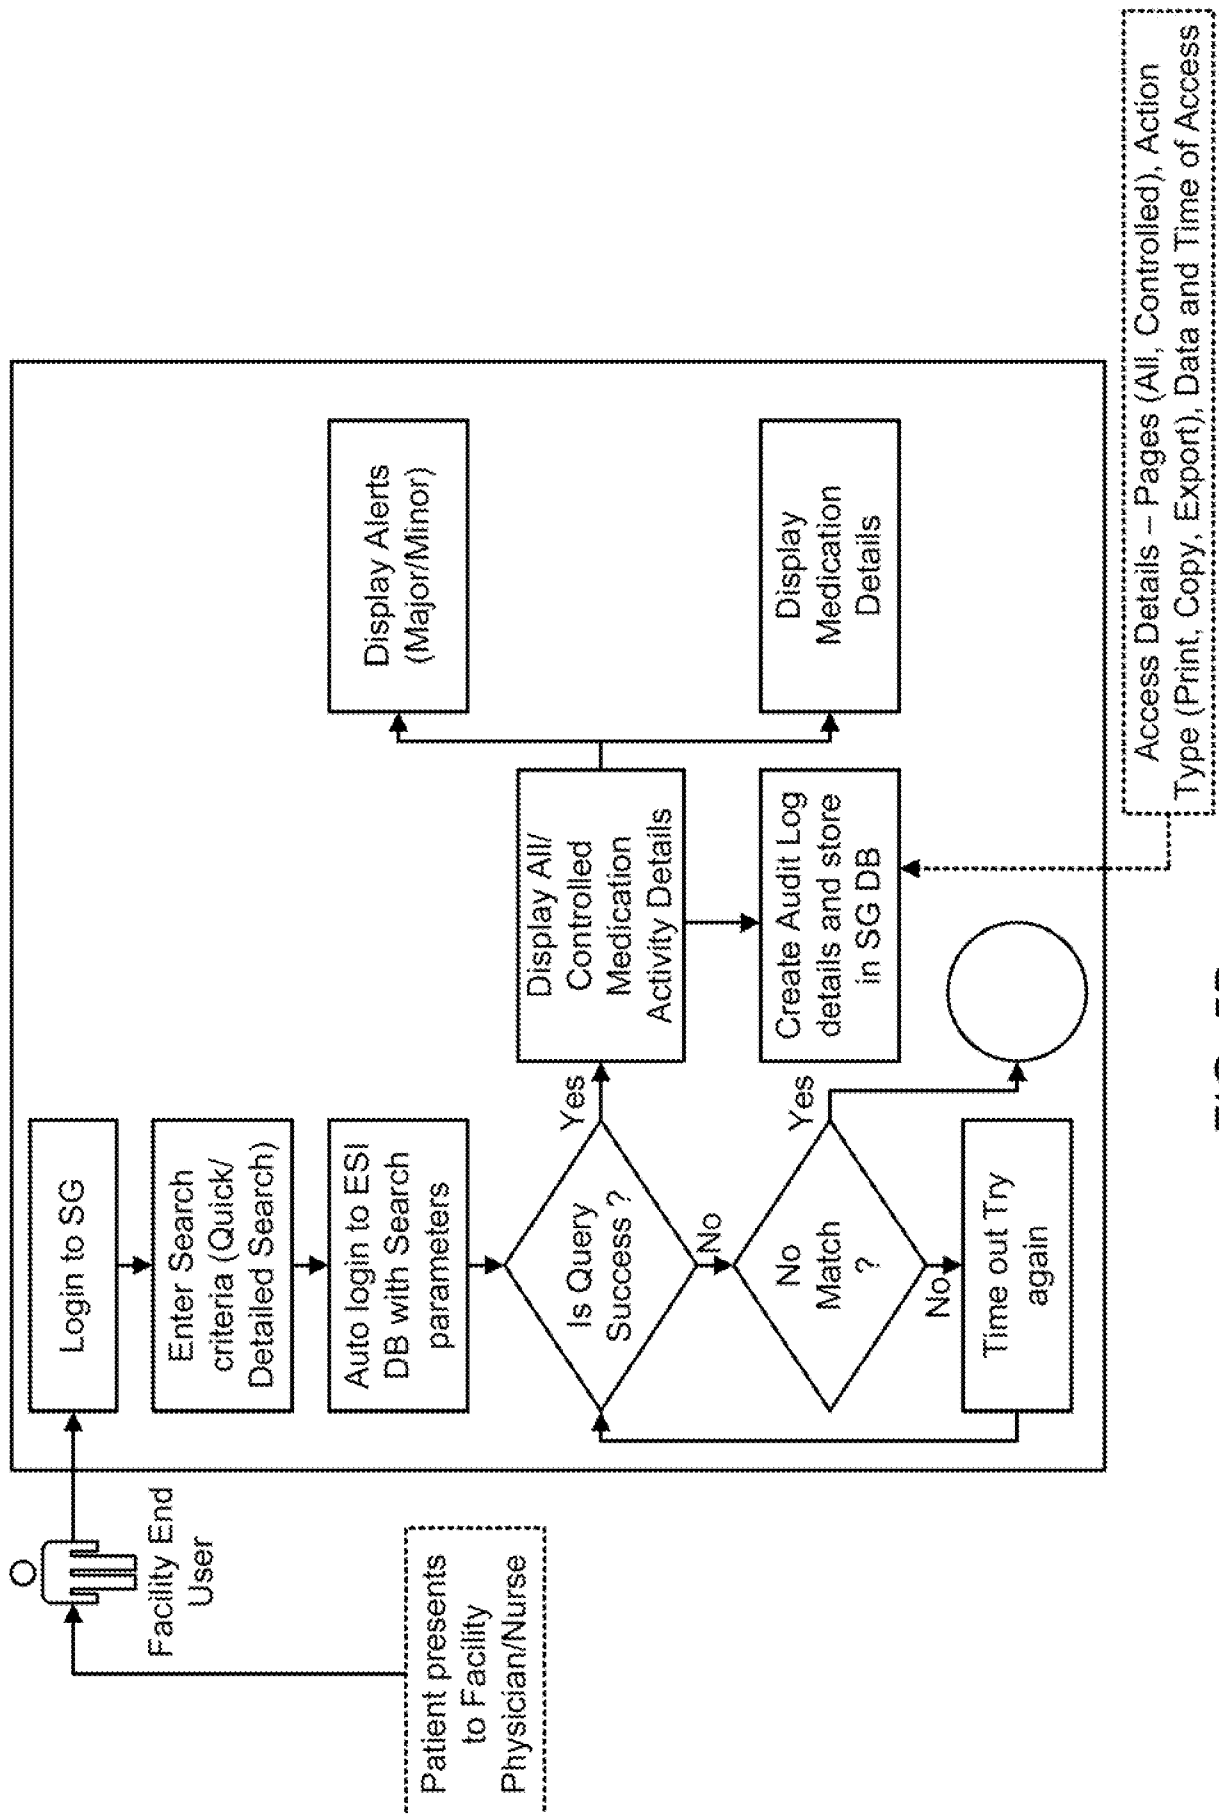 Patient presents
to Facility
Physician/Nurse
Facility End
User
Login to SG
Enter Search
criteria (Quick/
Detailed Search)
Auto login to ESI
DB with Search
parameters
Is Query
Success ?
Yes
No
No
Match
?
Yes
No
Time out Try
again
Display All/
Controlled
Medication
Activity Details
Create Audit Log
details and store
in SG DB
Display Alerts
(Major/Minor)
Display
Medication
Details
Access Details – Pages (All, Controlled), Action
Type (Print, Copy, Export), Data and Time of Access